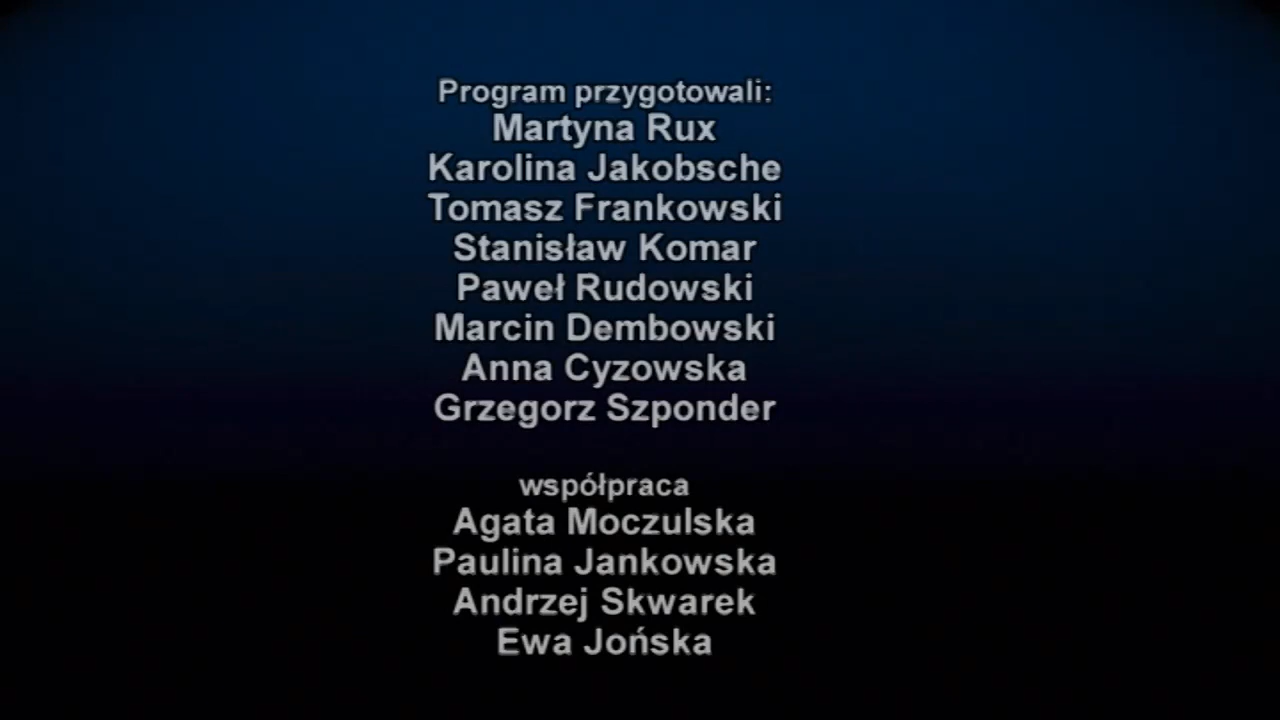 Program przygotowali:
Martyna Rux
Karolina Jakobsche
Tomasz Frankowski
Stanisław Komar
Paweł Rudowski
Marcin Dembowski
Anna Cyzowska
Grzegorz Szponder
współpraca
Agata Moczulska
Paulina Jankowska
Andrzej Skwarek
Ewa Jońska